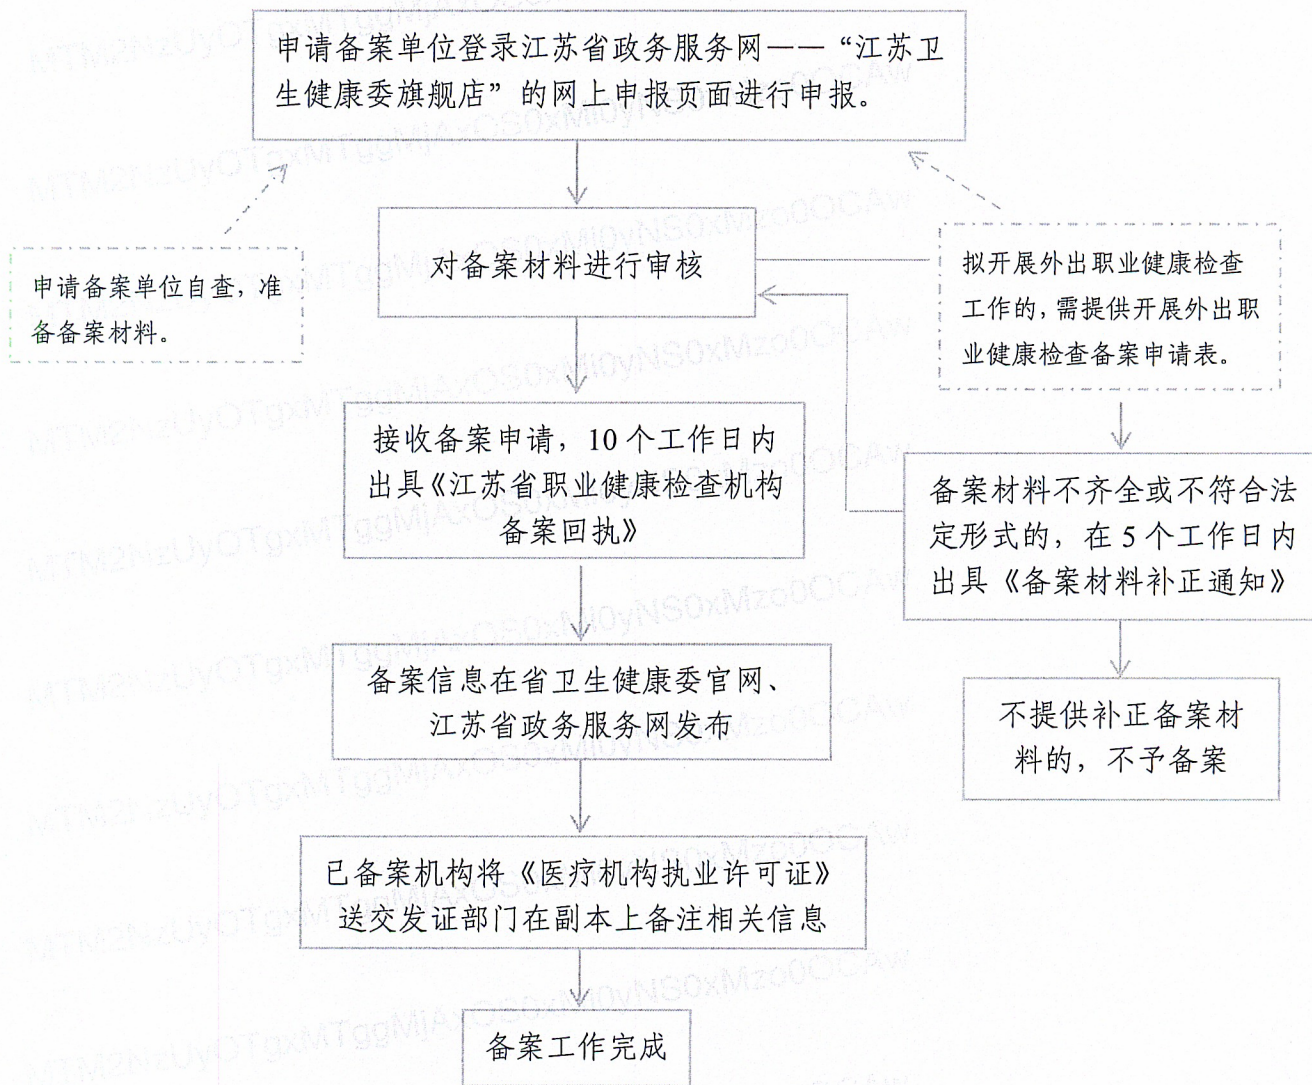 申请备案单位登录江苏省政务服务网——“江苏卫
生健康委旗舰店”的网上申报页面进行申报。
对备案材料进行审核
申请备案单位自查，准
备备案材料。
拟开展外出职业健康检查
工作的，需提供开展外出职
业健康检查备案申请表。
接收备案申请，10个工作日内
出具《江苏省职业健康检查机构
备案回执》
备案材料不齐全或不符合法
定形式的，在5个工作日内
出具《备案材料补正通知》
备案信息在省卫生健康委官网、
江苏省政务服务网发布
不提供补正备案材
料的，不予备案
已备案机构将《医疗机构执业许可证》
送交发证部门在副本上备注相关信息
备案工作完成